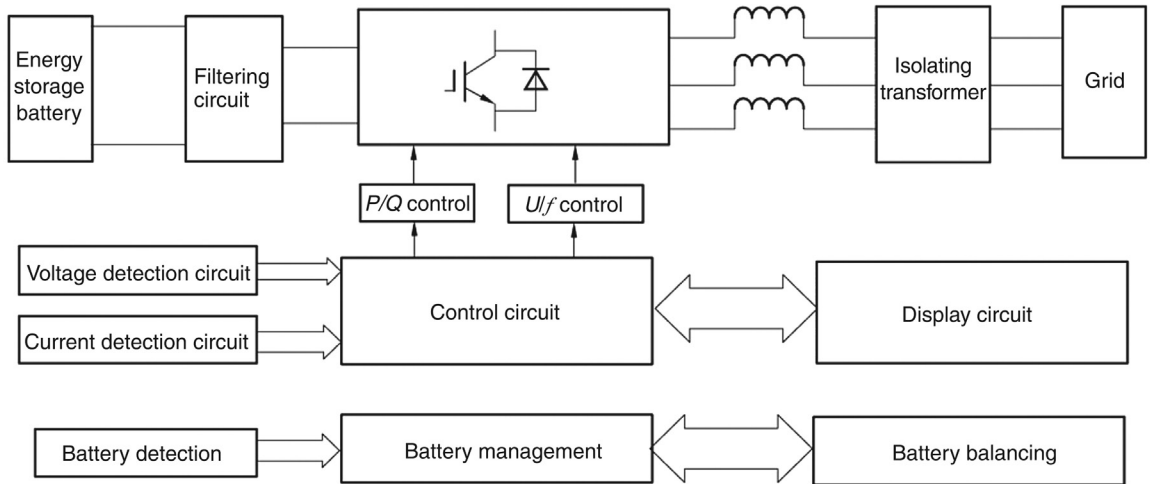 Energy
storage
battery
Filtering
circuit
Isolating
transformer
Grid
P/Q control
U/f control
Voltage detection circuit
Control circuit
Display circuit
Current detection circuit
Battery detection
Battery management
Battery balancing